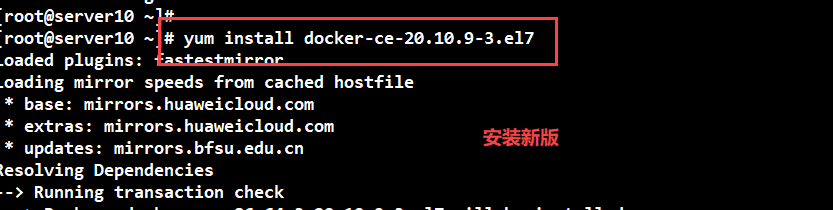 [root@server10 ~]#
[root@server10 ~]# yum install docker-ce-20.10.9-3.el7
Loaded plugins: fastestmirror
Loading mirror speeds from cached hostfile
* base: mirrors.huaweicloud.com
* extras: mirrors.huaweicloud.com
* updates: mirrors.bfsu.edu.cn
安装新版
Resolving Dependencies
--> Running transaction check